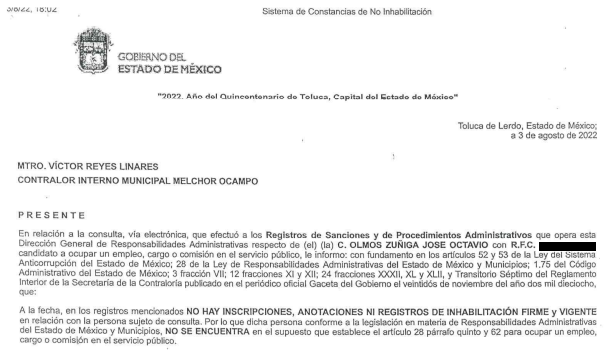 3/8/22, 18:02
Sistema de Constancias de No Inhabilitación
GOBIERNO DEL
ESTADO DE MÉXICO
"2022. Año del Quincentenario de Toluca, Capital del Estado de México"
Toluca de Lerdo, Estado de México;
a 3 de agosto de 2022
MTRO. VÍCTOR REYES LINARES
CONTRALOR INTERNO MUNICIPAL MELCHOR OCAMPO
P R E S E N T E
En relación a la consulta, vía electrónica, que efectuó a los Registros de Sanciones y de Procedimientos Administrativos que opera esta
Dirección General de Responsabilidades Administrativas respecto de (el) (la) C. OLMOS ZUÑIGA JOSE OCTAVIO con R.F.C.
candidato a ocupar un empleo, cargo o comisión en el servicio público, le informo: con fundamento en los artículos 52 y 53 de la Ley del Sistema
Anticorrupción del Estado de México; 28 de la Ley de Responsabilidades Administrativas del Estado de México y Municipios; 1.75 del Código
Administrativo del Estado de México; 3 fracción VII; 12 fracciones XI y XII; 24 fracciones XXXII, XL y XLII, y Transitorio Séptimo del Reglamento
Interior de la Secretaría de la Contraloría publicado en el periódico oficial Gaceta del Gobierno el veintidós de noviembre del año dos mil dieciocho,
que:
A la fecha, en los registros mencionados NO HAY INSCRIPCIONES, ANOTACIONES NI REGISTROS DE INHABILITACIÓN FIRME y VIGENTE
en relación con la persona sujeto de consulta. Por lo que dicha persona conforme a la legislación en materia de Responsabilidades Administrativas
del Estado de México y Municipios, NO SE ENCUENTRA en el supuesto que establece el artículo 28 párrafo quinto y 62 para ocupar un empleo,
cargo o comisión en el servicio público.